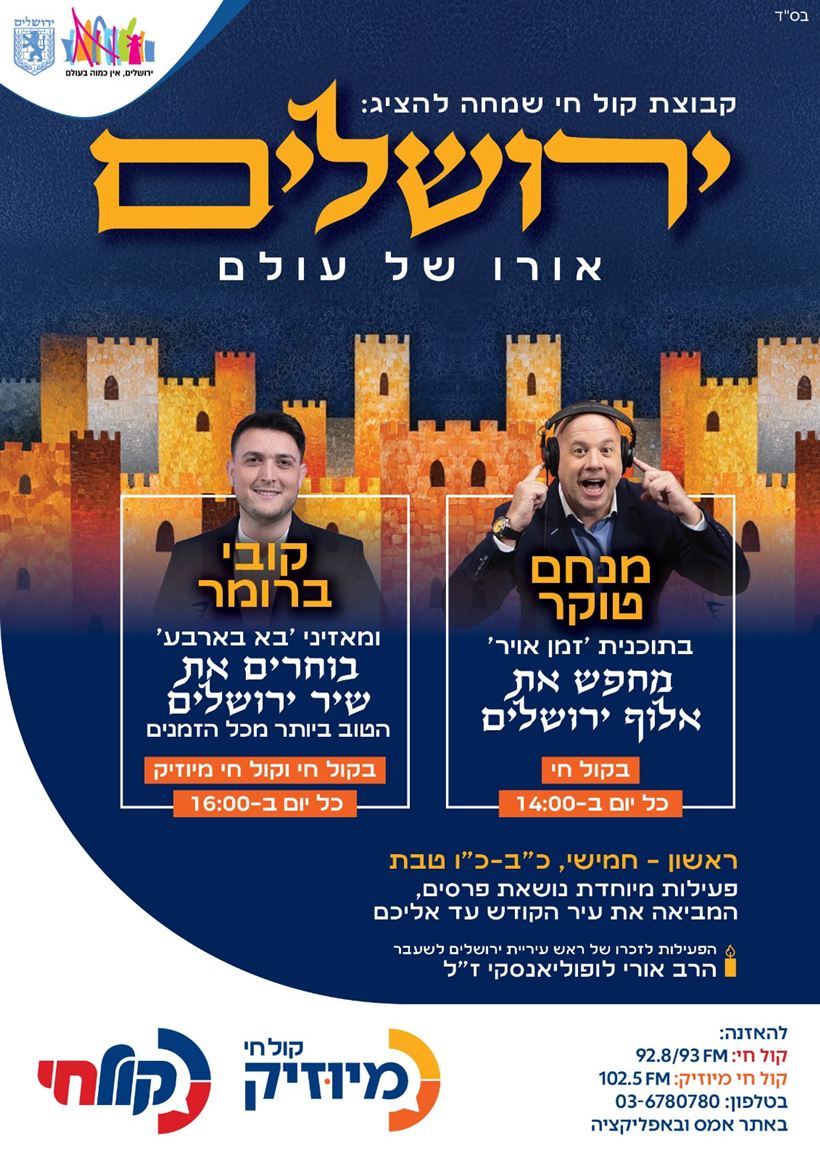 בס"ד
ירושלים
ירושלים, אין כמוה בעולם
קבוצת קול חי שמחה להציג:
ירושלים
אורו של עולם
מנחם
טוקר
בתוכנית 'זמן אויר'
מחפש את
אלוף ירושלים
בקול חי
כל יום ב-14:00
קובי
ברומר
ומאזיני 'בא בארבע'
בוחרים את
שיר ירושלים
הטוב ביותר מכל הזמנים
בקול חי וקול חי מיוזיק
כל יום ב-16:00
ראשון - חמישי, כ"ב-כ"ו טבת
פעילות מיוחדת נושאת פרסים,
המביאה את עיר הקודש עד אליכם
הפעילות לזכרו של ראש עיריית ירושלים לשעבר
הרב אורי לופוליאנסקי ז"ל
להאזנה:
קול חי: 92.8/93 FM
קול חי מיוזיק: 102.5 FM
בטלפון: 03-6780780
באתר אמס ובאפליקציה
קול חי
מיוזיק
קולחי